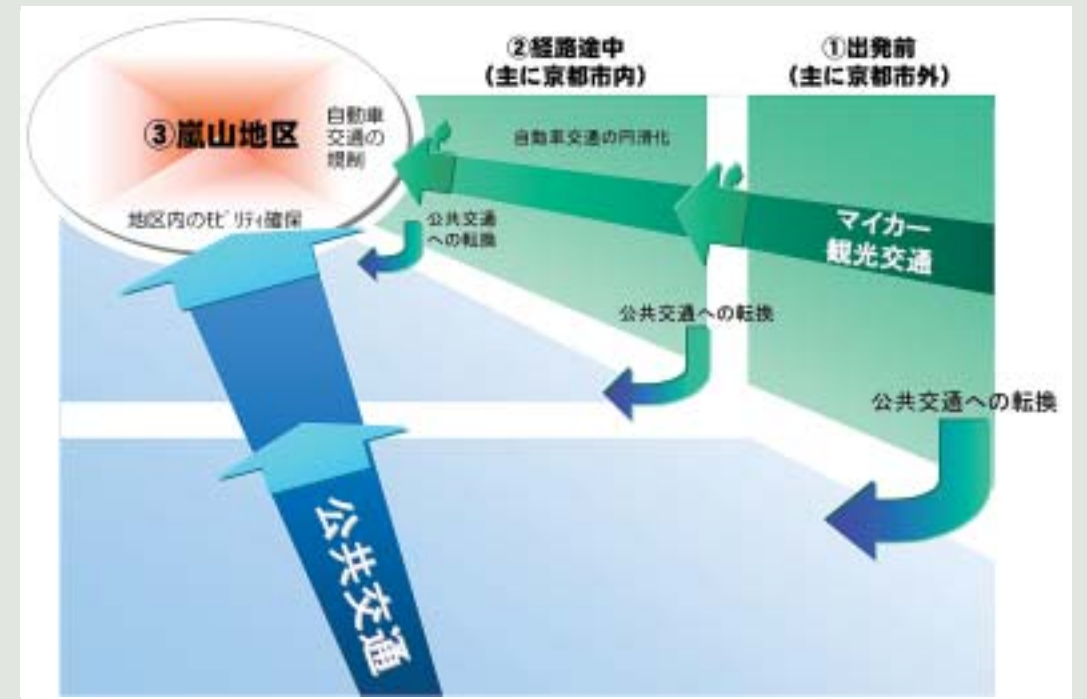 ②経路途中
(主に京都市内)
①出発前
(主に京都市外)
③嵐山地区
自動車
交通の
規制
地区内のモビリティ確保
自動車交通の円滑化
公共交通
への転換
マイカー
観光交通
公共交通への転換
公共交通への転換
公共交通